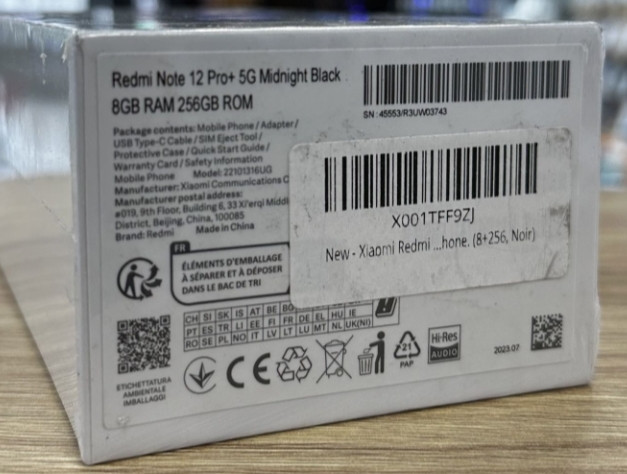 Redmi Note 12 Pro+ 5G Midnight Black
8GB RAM 256GB ROM
SN: 45553/R3UW03743
Package contents: Mobile Phone / Adapter /
USB Type-C Cable / SIM Eject Tool /
Protective Case / Quick Start Guide /
Warranty Card / Safety Information
Mobile Phone Model: 22101316UG
Manufacturer: Xiaomi Communications C
Manufacturer postal address:
#019, 9th Floor, Building 6, 33 Xi'erqi Middl
District, Beijing, China, 100085
Brand: Redmi Made in China
X001TFF9ZJ
New - Xiaomi Redmi ...hone. (8+256, Noir)
FR
ÉLÉMENTS D'EMBALLAGE
À SÉPARER ET À DÉPOSER
DANS LE BAC DE TRI
CH SI SK IS AT BE BG
PT ES TR LI EE FI FR DE EL HU IE
RO SE PL NO IT LV LT LU MT NL UK(NI)
ETICHETTATURA
AMBIENTALE
IMBALLAGGI
CE
21
PAP
Hi-Res
AUDIO
2023.07